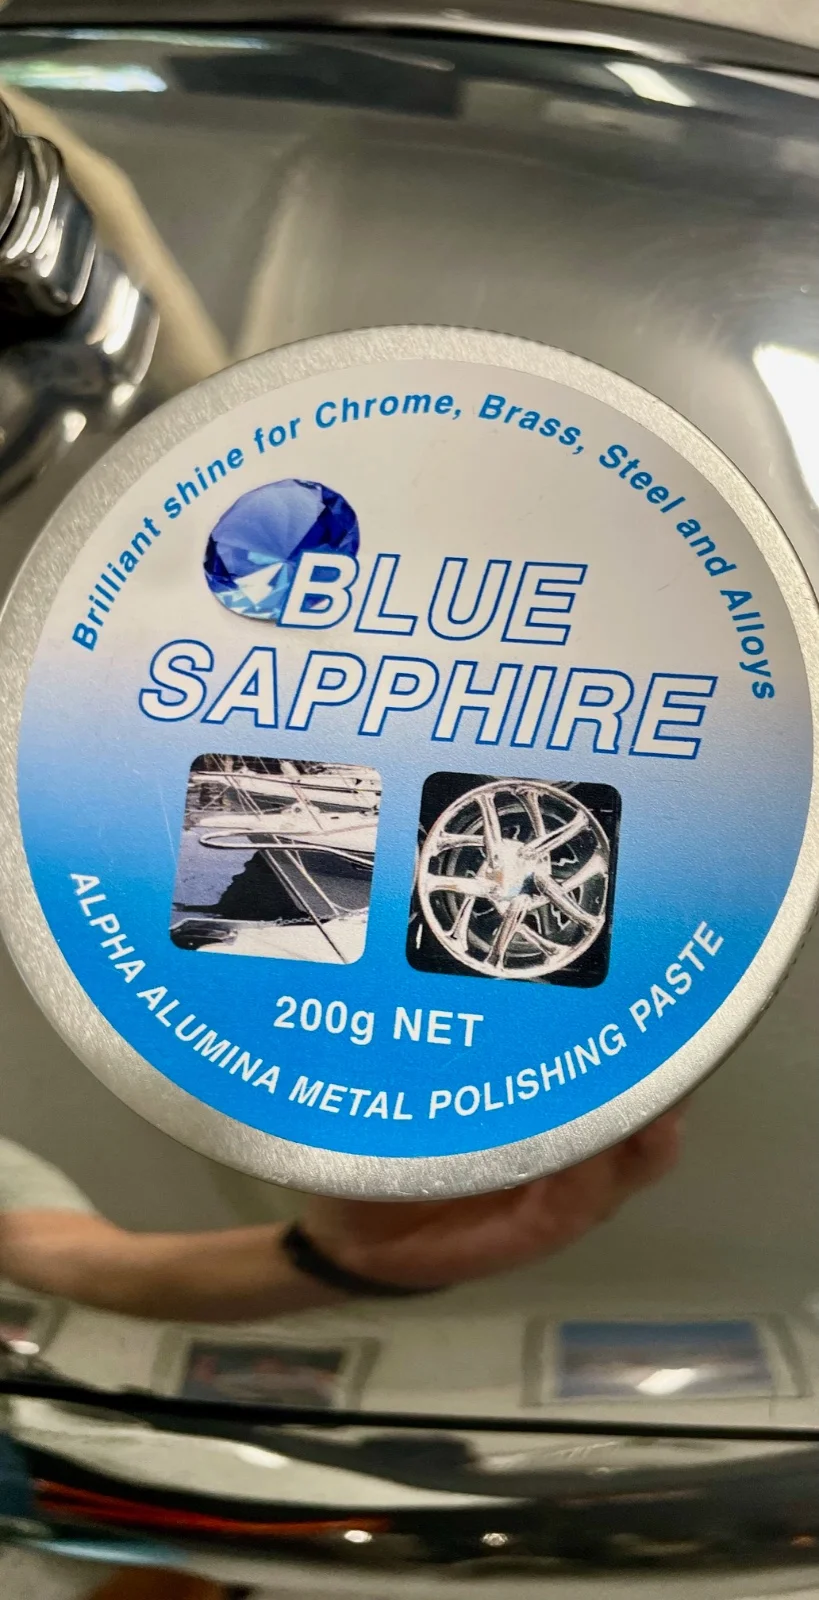 Brilliant shine for Chrome, Brass, Steel and Alloys
BLUE
SAPPHIRE
200g NET
ALPHA ALUMINA METAL POLISHING PASTE